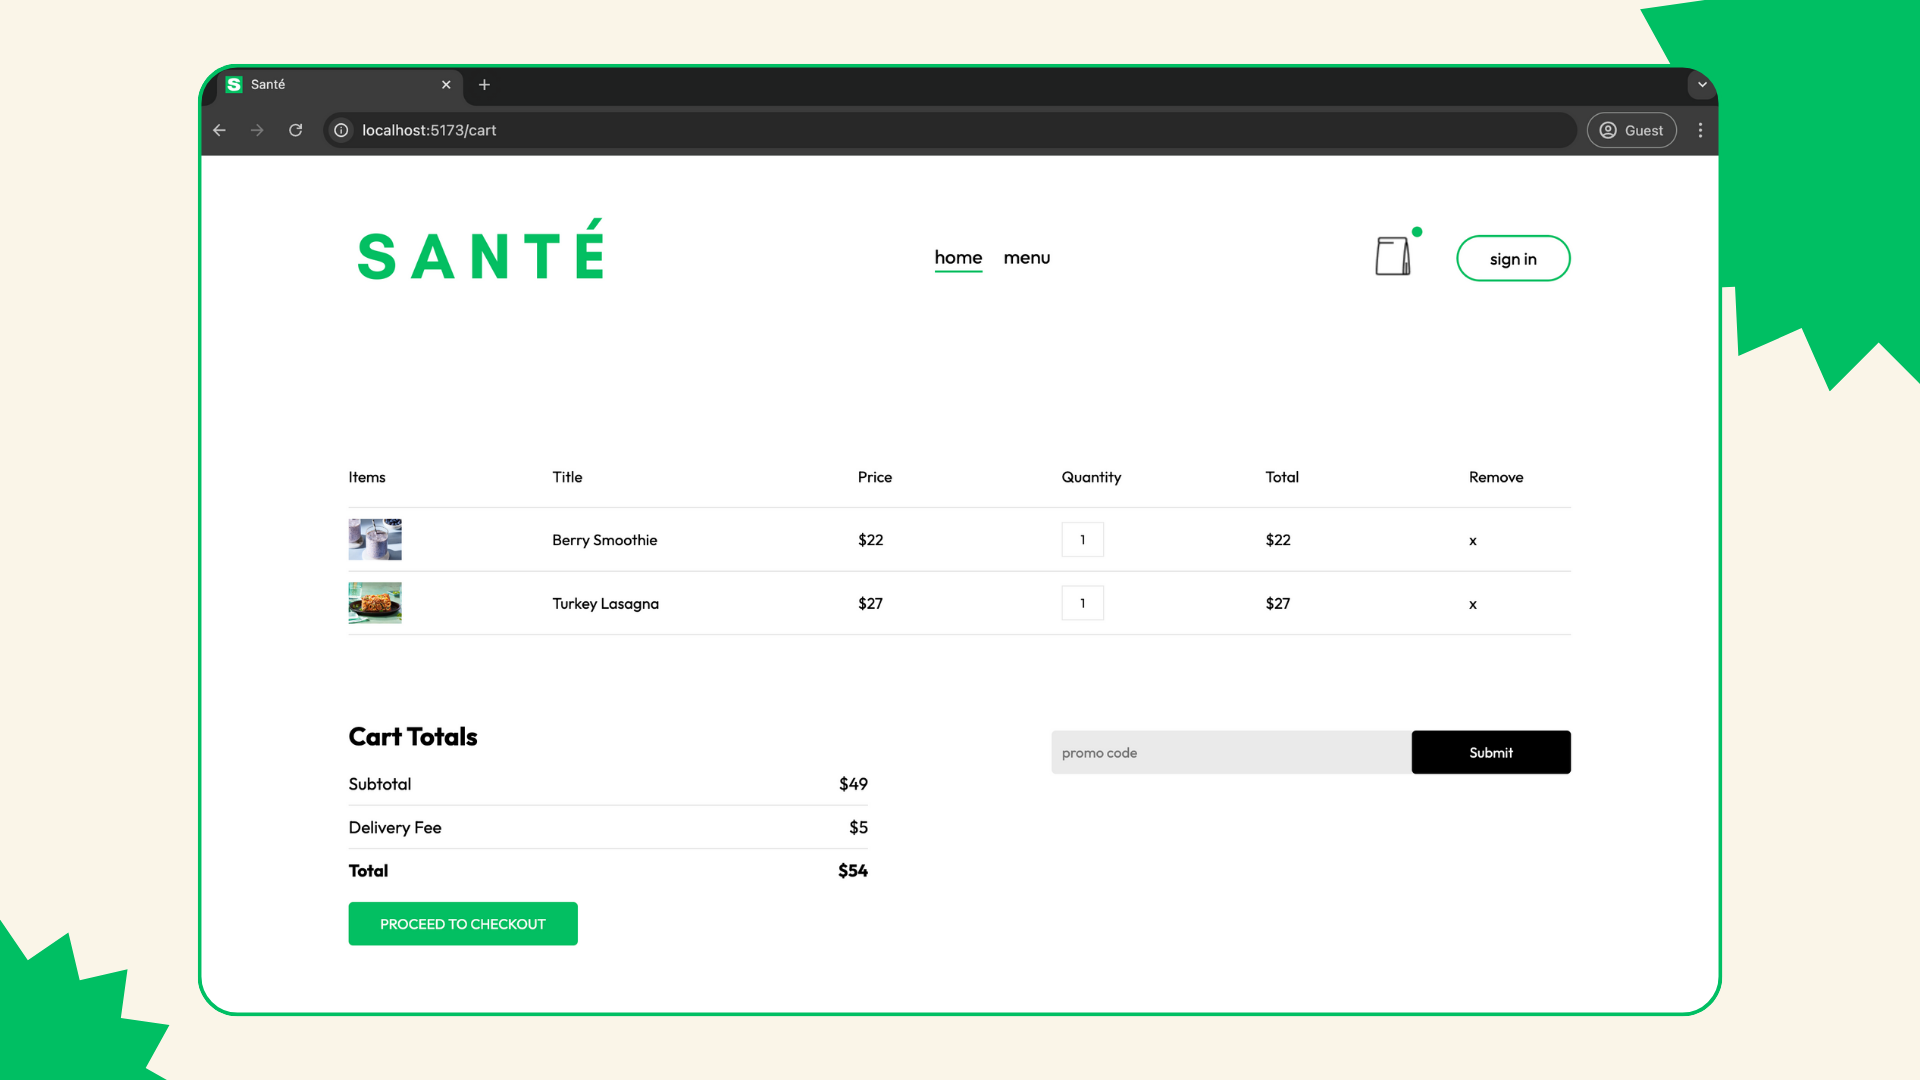 S Santé
localhost:5173/cart Guest
SANTÉ home menu sign in
Items Title Price Quantity Total Remove
Berry Smoothie $22 1 $22 x
Turkey Lasagna $27 1 $27 x
Cart Totals
promo code Submit
Subtotal $49
Delivery Fee $5
Total $54
PROCEED TO CHECKOUT